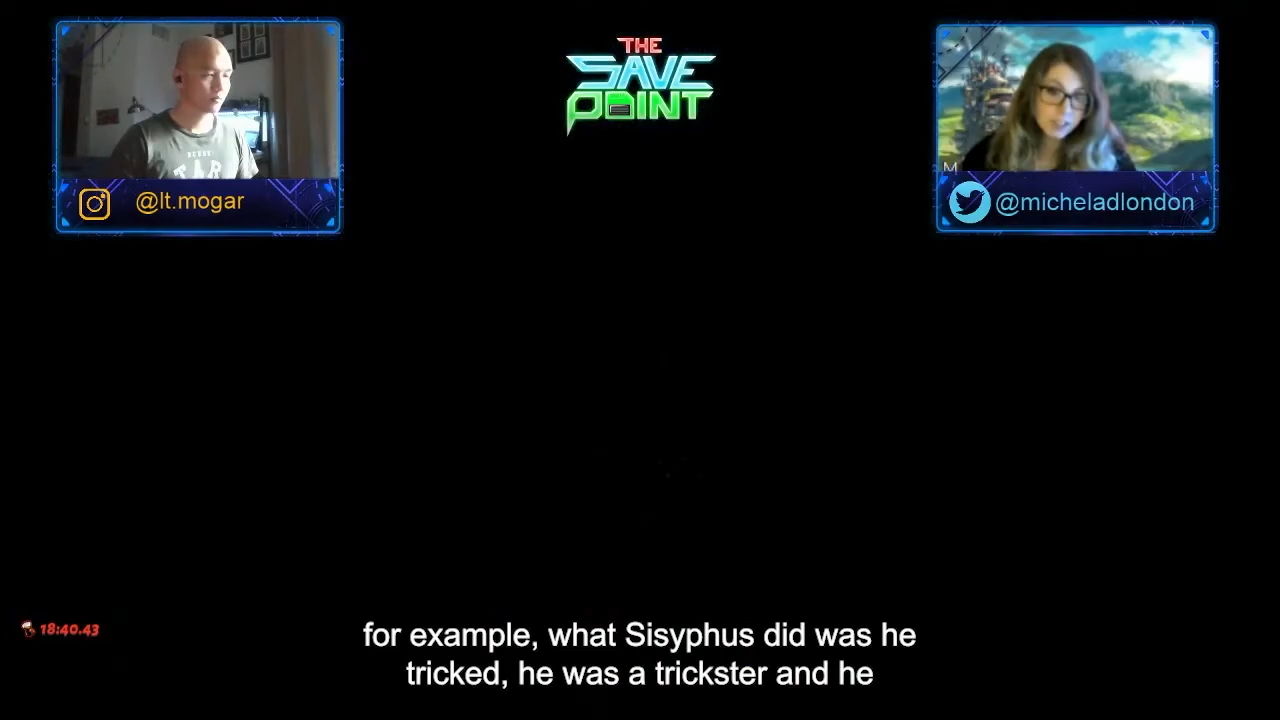 THE
SAVE
POINT
M
@lt.mogar
@micheladlondon
18:40.43
for example, what Sisyphus did was he
tricked, he was a trickster and he